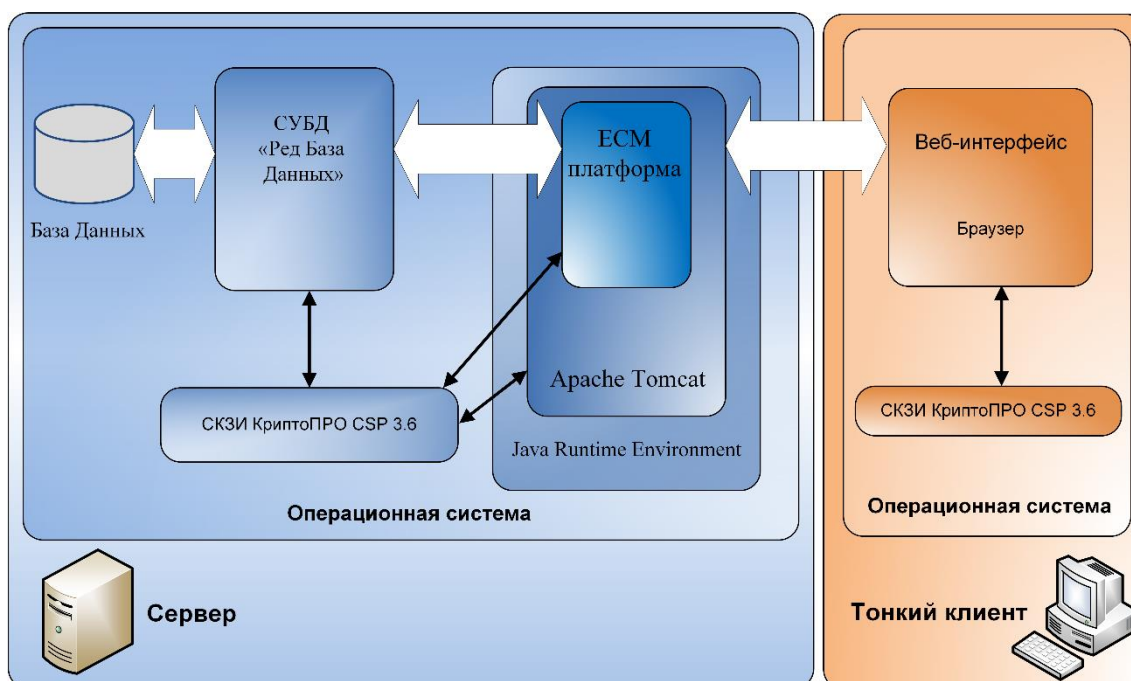 База Данных
СУБД
«Ред База
Данных»
ECM
платформа
Apache Tomcat
Java Runtime Environment
СКЗИ КриптоПРО CSP 3.6
Операционная система
Сервер
Веб-интерфейс
Браузер
СКЗИ КриптоПРО CSP 3.6
Операционная система
Тонкий клиент